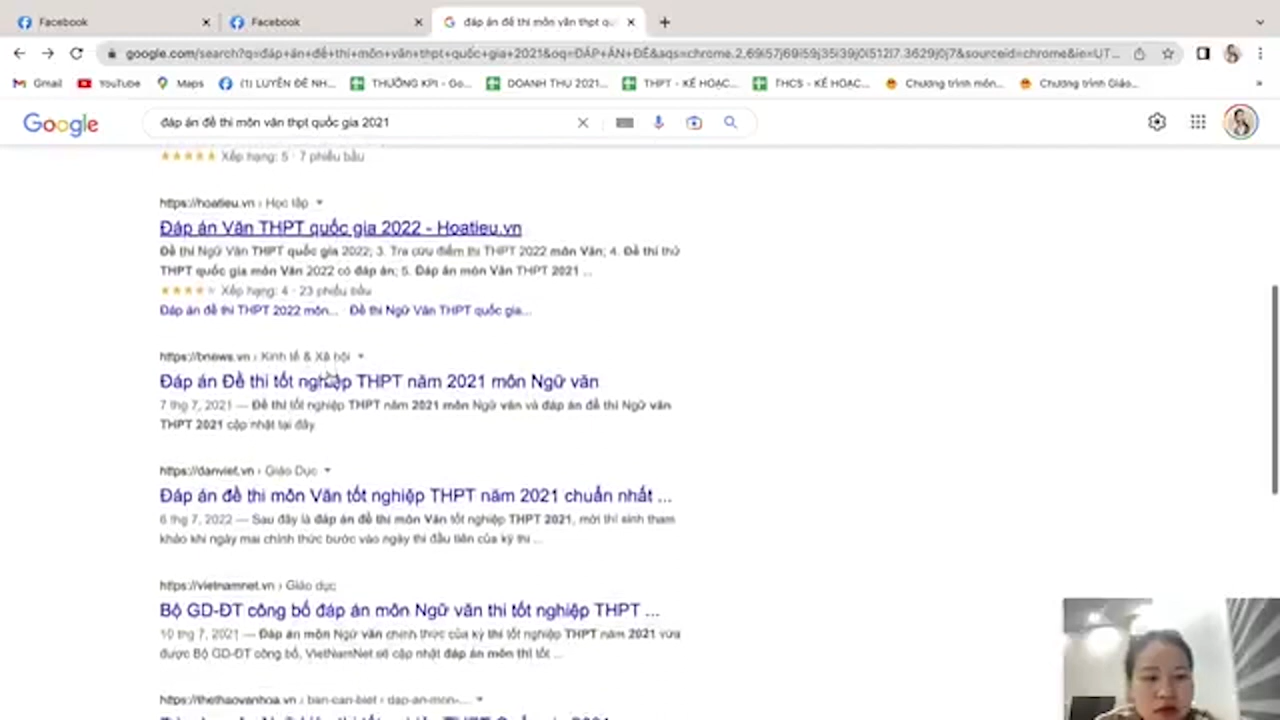 Facebook
Facebook
đáp án đề thi môn văn thpt qu
google.com/search?q=đáp+án+đề+thi+môn+văn+thpt+quốc+gia+2021&oq=ĐÁP+ÁN+ĐỀ&aqs=chrome.2.69i57j69i59j35i39j0i512l7.3629j0j7&sourceid=chrome&ie=UT...
Gmail YouTube Maps (1) LUYỆN ĐỀ NH... THƯỞNG KPI - Go... DOANH THU 2021... THPT - KẾ HOẠC... THCS - KẾ HOẠC... Chương trình môn... Chương trình Giáo...
Google đáp án đề thi môn văn thpt quốc gia 2021
Xếp hạng: 5 · 7 phiếu bầu
https://hoatieu.vn › Học tập
Đáp án Văn THPT quốc gia 2022 - Hoatieu.vn
Đề thi Ngữ Văn THPT quốc gia 2022; 3. Tra cứu điểm thi THPT 2022 môn Văn; 4. Đề thi thử
THPT quốc gia môn Văn 2022 có đáp án; 5. Đáp án môn Văn THPT 2021 ...
Xếp hạng: 4 · 23 phiếu bầu
Đáp án đề thi THPT 2022 môn... · Đề thi Ngữ Văn THPT quốc gia...
https://bnews.vn › Kinh tế & Xã hội
Đáp án Đề thi tốt nghiệp THPT năm 2021 môn Ngữ văn
7 thg 7, 2021 — Đề thi tốt nghiệp THPT năm 2021 môn Ngữ văn và đáp án đề thi Ngữ văn
THPT 2021 cập nhật tại đây
https://danviet.vn › Giáo Dục
Đáp án đề thi môn Văn tốt nghiệp THPT năm 2021 chuẩn nhất ...
6 thg 7, 2022 — Sau đây là đáp án đề thi môn Văn tốt nghiệp THPT 2021, mời thí sinh tham
khảo khi ngày mai chính thức bước vào ngày thi đầu tiên của kỳ thi ...
https://vietnamnet.vn › Giáo dục
Bộ GD-ĐT công bố đáp án môn Ngữ văn thi tốt nghiệp THPT ...
10 thg 7, 2021 — Đáp án môn Ngữ văn chính thức của kỳ thi tốt nghiệp THPT năm 2021 vừa
được Bộ GD-ĐT công bố, VietNamNet sẽ cập nhật đáp án môn thi tốt ...
https://thethaovanhoa.vn › ban-can-biet › dap-an-mon-...